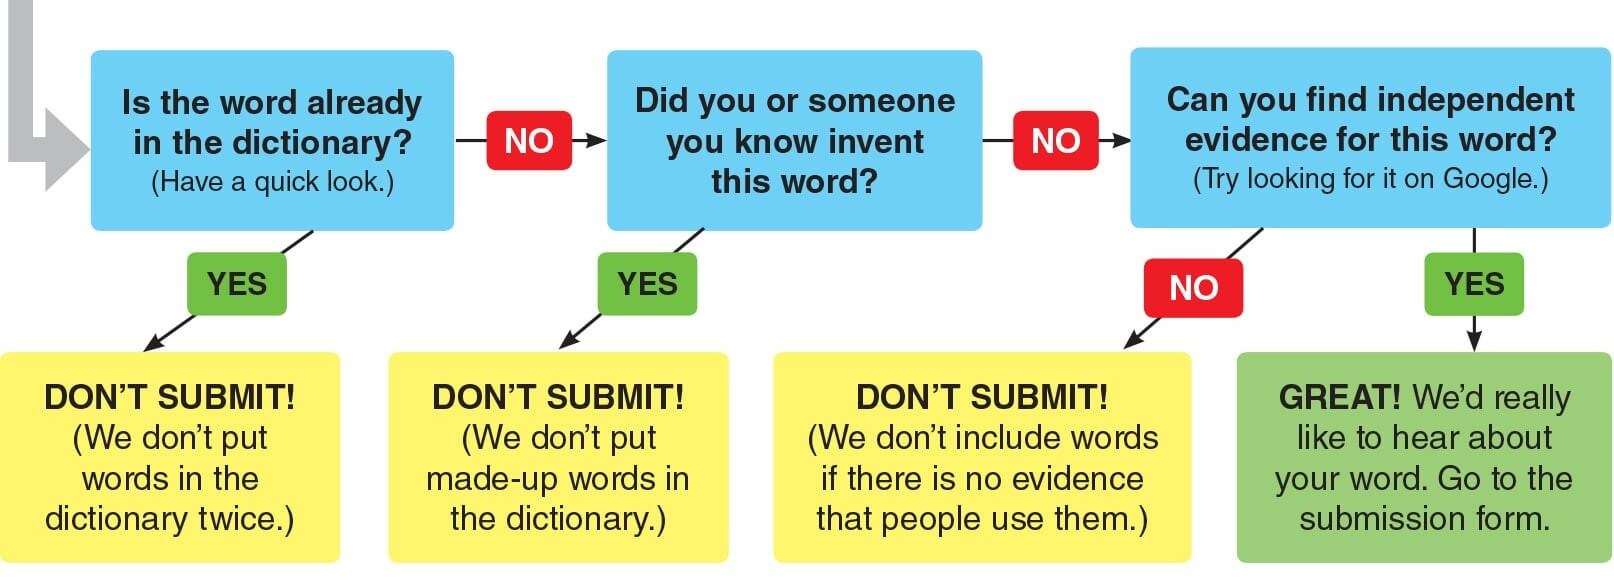 Is the word already
in the dictionary?
(Have a quick look.)
NO
Did you or someone
you know invent
this word?
NO
Can you find independent
evidence for this word?
(Try looking for it on Google.)
YES
YES
NO
YES
DON’T SUBMIT!
(We don’t put
words in the
dictionary twice.)
DON’T SUBMIT!
(We don’t put
made-up words in
the dictionary.)
DON’T SUBMIT!
(We don’t include words
if there is no evidence
that people use them.)
GREAT! We’d really
like to hear about
your word. Go to the
submission form.